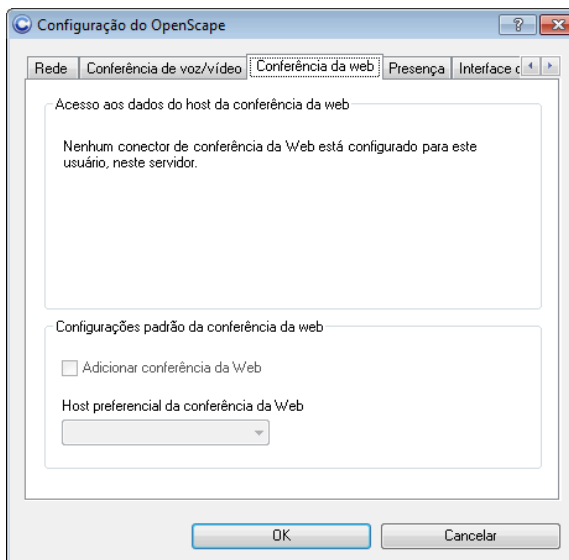 Configuração do OpenScape
Rede
Conferência de voz/vídeo
Conferência da web
Presença
Interface c
Acesso aos dados do host da conferência da web
Nenhum conector de conferência da Web está configurado para este
usuário, neste servidor.
Configurações padrão da conferência da web
Adicionar conferência da Web
Host preferencial da conferência da Web
OK
Cancelar